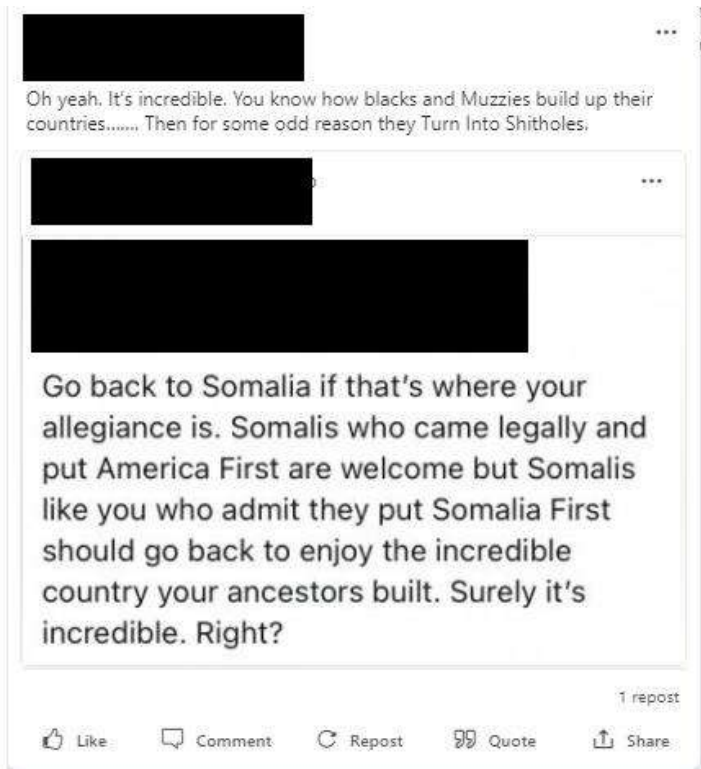 Oh yeah. It's incredible. You know how blacks and Muzzies build up their
countries....... Then for some odd reason they Turn Into Shitholes.
Go back to Somalia if that's where your
allegiance is. Somalis who came legally and
put America First are welcome but Somalis
like you who admit they put Somalia First
should go back to enjoy the incredible
country your ancestors built. Surely it's
incredible. Right?
1 repost
Like Comment Repost Quote Share